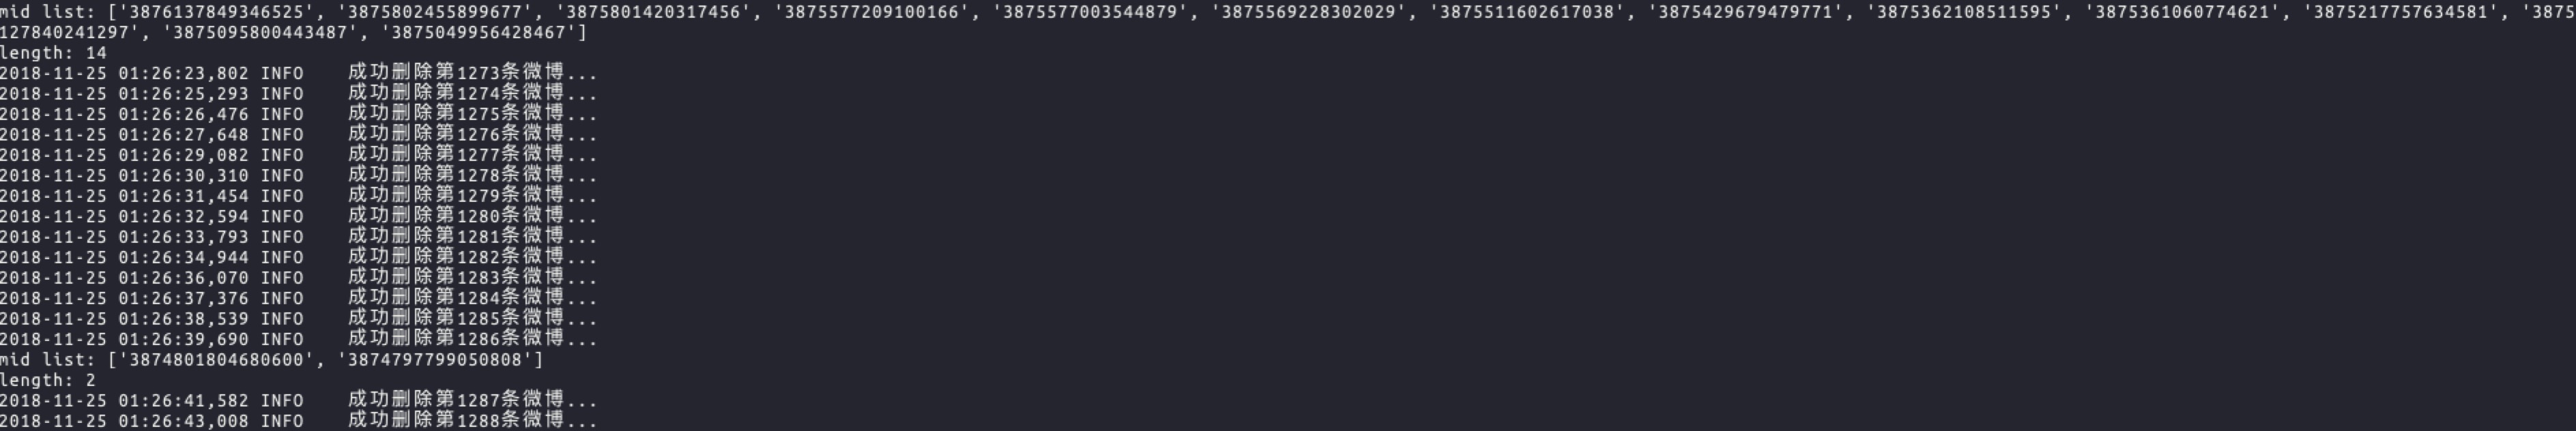 mid list: ['3876137849346525', '3875802455899677', '3875801420317456', '3875577209100166', '3875577003544879', '3875569228302029', '3875511602617038', '3875429679479771', '3875362108511595', '3875361060774621', '3875217757634581', '3875
127840241297', '3875095800443487', '3875049956428467']
length: 14
2018-11-25 01:26:23,802 INFO 成功删除第1273条微博...
2018-11-25 01:26:25,293 INFO 成功删除第1274条微博...
2018-11-25 01:26:26,476 INFO 成功删除第1275条微博...
2018-11-25 01:26:27,648 INFO 成功删除第1276条微博...
2018-11-25 01:26:29,082 INFO 成功删除第1277条微博...
2018-11-25 01:26:30,310 INFO 成功删除第1278条微博...
2018-11-25 01:26:31,454 INFO 成功删除第1279条微博...
2018-11-25 01:26:32,594 INFO 成功删除第1280条微博...
2018-11-25 01:26:33,793 INFO 成功删除第1281条微博...
2018-11-25 01:26:34,944 INFO 成功删除第1282条微博...
2018-11-25 01:26:36,070 INFO 成功删除第1283条微博...
2018-11-25 01:26:37,376 INFO 成功删除第1284条微博...
2018-11-25 01:26:38,539 INFO 成功删除第1285条微博...
2018-11-25 01:26:39,690 INFO 成功删除第1286条微博...
mid list: ['3874801804680600', '3874797799050808']
length: 2
2018-11-25 01:26:41,582 INFO 成功删除第1287条微博...
2018-11-25 01:26:43,008 INFO 成功删除第1288条微博...